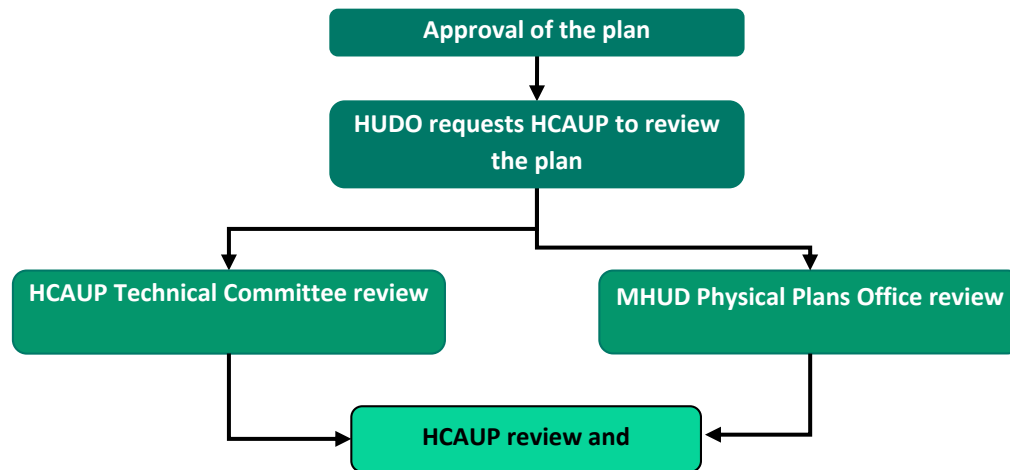 Approval of the plan
HUDO requests HCAUP to review
the plan
HCAUP Technical Committee review
MHUD Physical Plans Office review
HCAUP review and